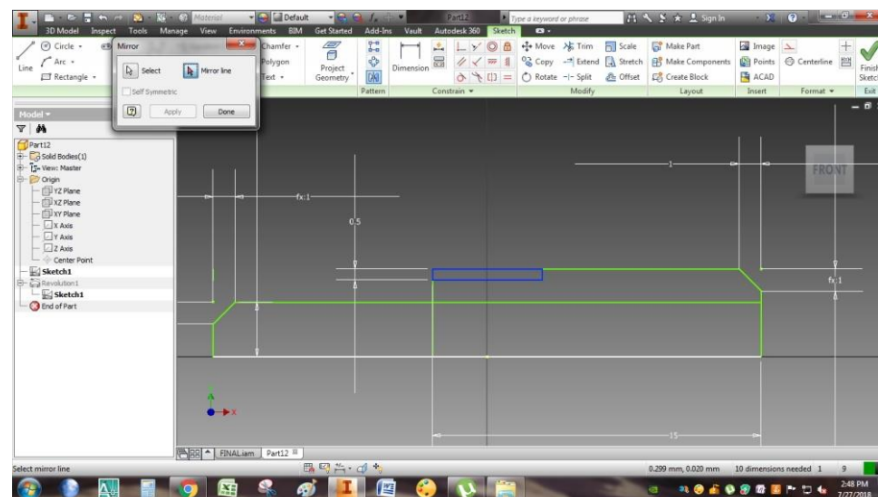 Material
Default
Part12
Type a keyword or phrase
Sign In
3D Model Inspect Tools Manage View Environments BIM Get Started Add-Ins Vault Autodesk 360 Sketch
Line
Circle
Arc
Rectangle
Chamfer
Polygon
Text
Project
Geometry
Pattern
Dimension
Constrain
Move
Copy
Rotate
Trim
Extend
Split
Scale
Stretch
Offset
Modify
Make Part
Make Components
Create Block
Layout
Image
Points
ACAD
Insert
Centerline
Format
Finish
Sketch
Exit
Mirror
Select
Mirror line
Self Symmetric
Apply
Done
Model
Part12
Solid Bodies(1)
View: Master
Origin
YZ Plane
XZ Plane
XY Plane
X Axis
Y Axis
Z Axis
Center Point
Sketch1
Revolution1
Sketch1
End of Part
fx:1
0.5
1
FRONT
fx:1
15
X
FINALiam
Part12
Select mirror line
0.299 mm, 0.020 mm
10 dimensions needed
1
9
2:48 PM
7/27/2018